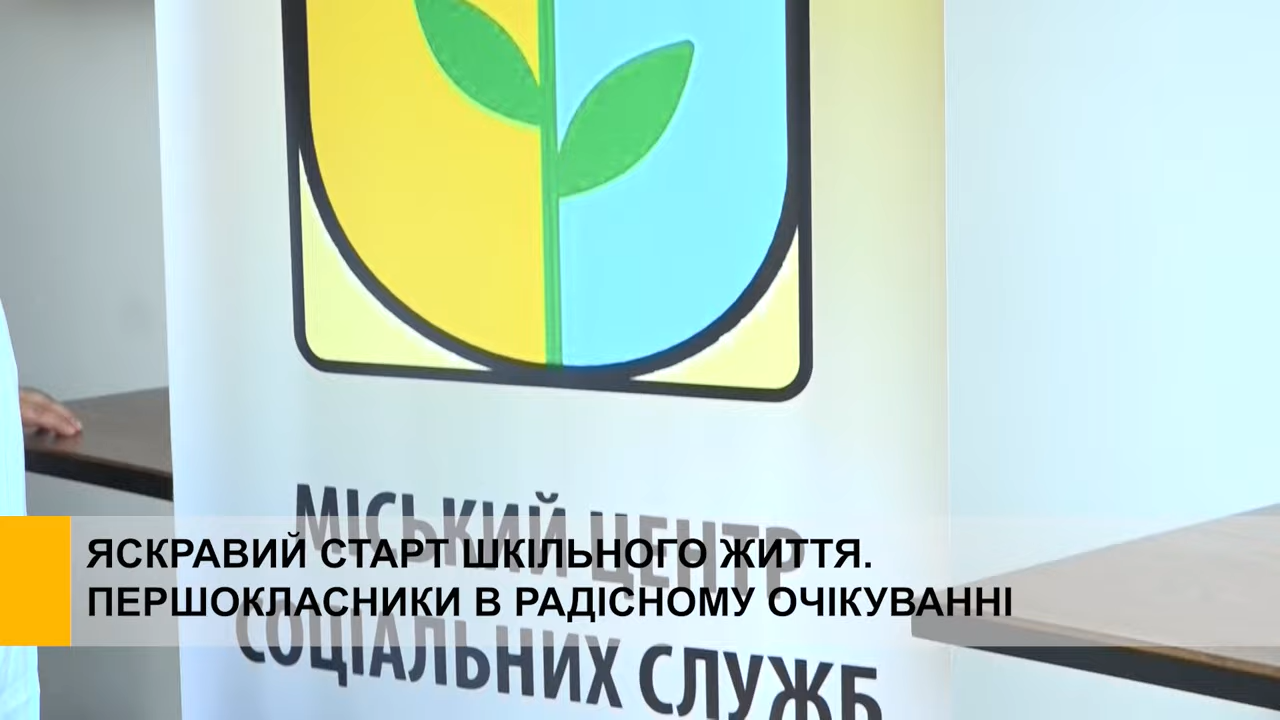 МІСЬКИЙ ЦЕНТР
СОЦІАЛЬНИХ СЛУЖБ
ЯСКРАВИЙ СТАРТ ШКІЛЬНОГО ЖИТТЯ.
ПЕРШОКЛАСНИКИ В РАДІСНОМУ ОЧІКУВАННІ